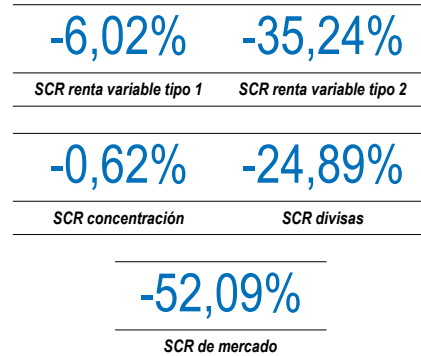 -6,02% -35,24%
SCR renta variable tipo 1 SCR renta variable tipo 2
-0,62% -24,89%
SCR concentración SCR divisas
-52,09%
SCR de mercado